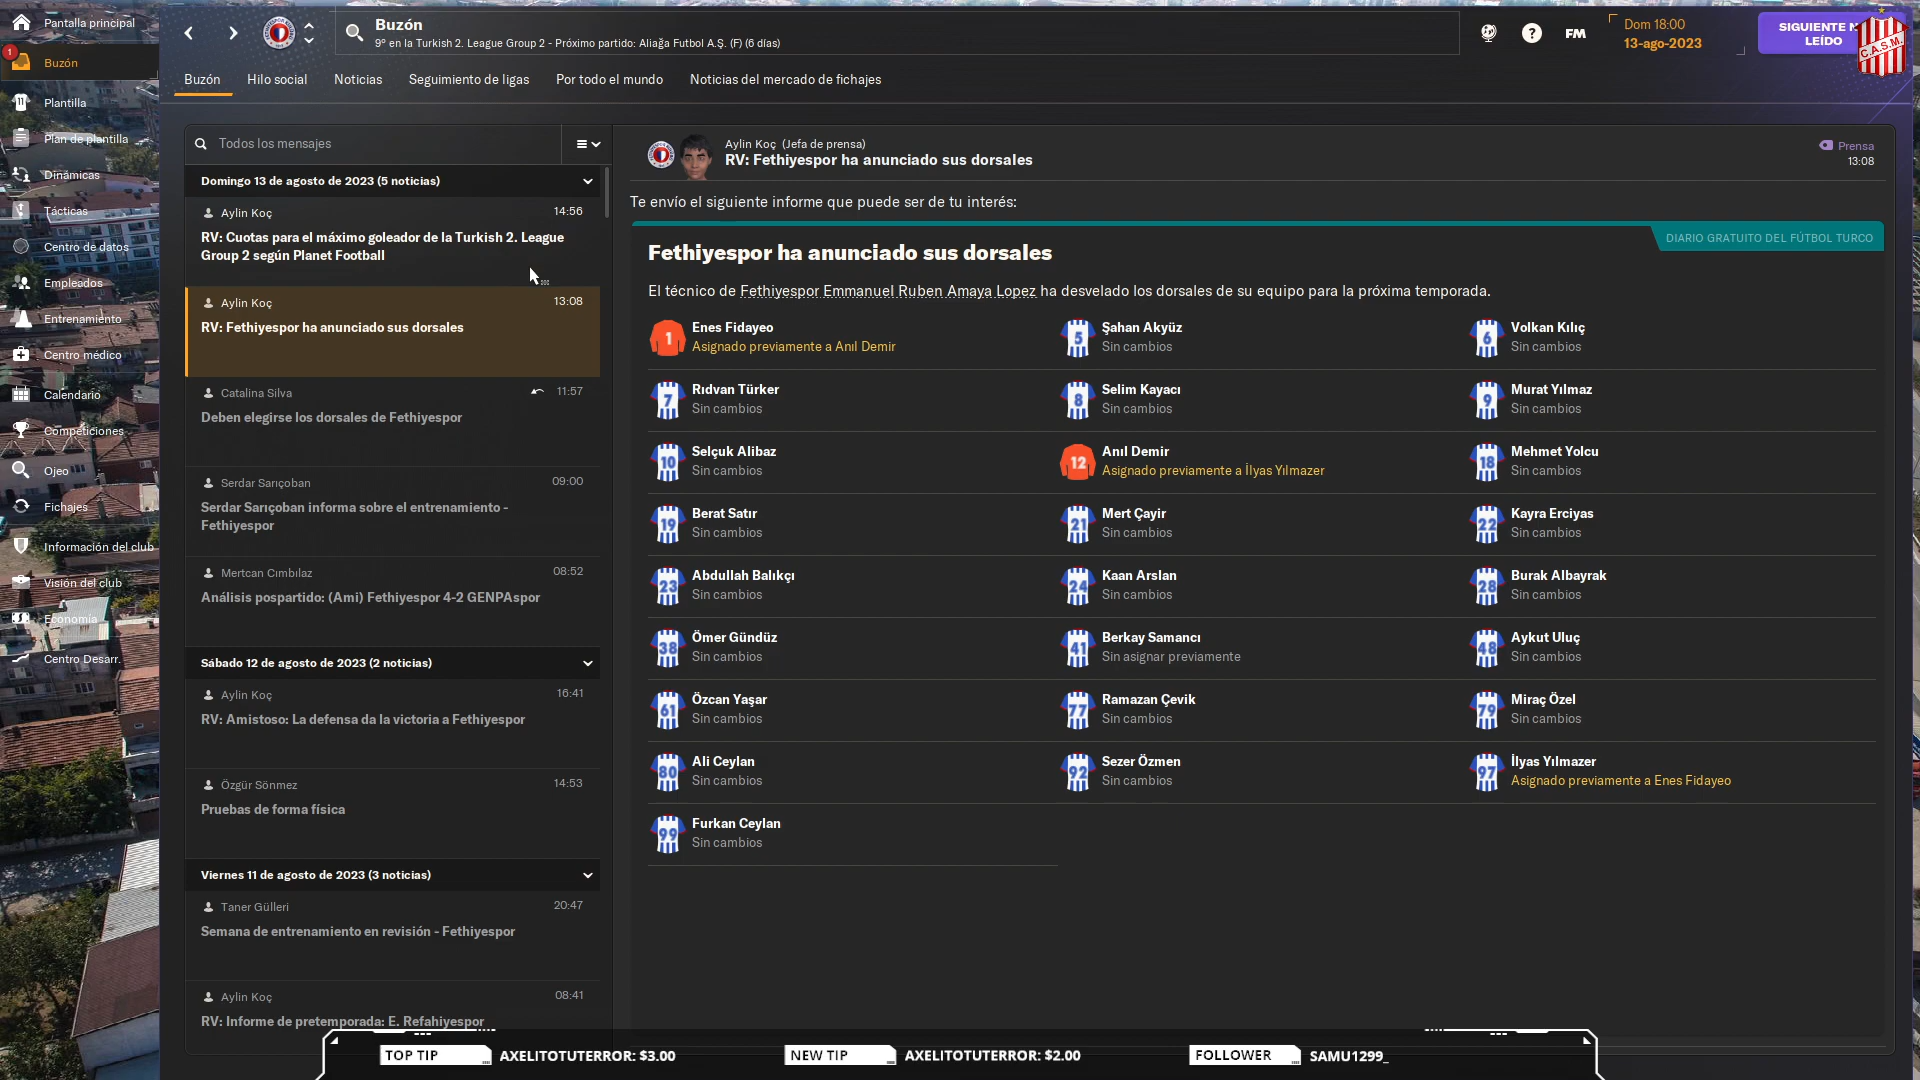 Pantalla principal
1
Buzón
Plantilla
Plan de plantilla
Dinámicas
Tácticas
Centro de datos
Empleados
Entrenamiento
Centro médico
Calendario
Competiciones
Ojeo
Fichajes
Información del club
Visión del club
Economía
Centro Desarr.
Buzón
9º en la Turkish 2. League Group 2 - Próximo partido: Aliağa Futbol A.Ş. (F) (6 días)
FM
Dom 18:00
13-ago-2023
SIGUIENTE N
LEÍDO
C.A.S.M.
Buzón
Hilo social
Noticias
Seguimiento de ligas
Por todo el mundo
Noticias del mercado de fichajes
Todos los mensajes
Domingo 13 de agosto de 2023 (5 noticias)
Aylin Koç 14:56
RV: Cuotas para el máximo goleador de la Turkish 2. League
Group 2 según Planet Football
Aylin Koç 13:08
RV: Fethiyespor ha anunciado sus dorsales
Catalina Silva 11:57
Deben elegirse los dorsales de Fethiyespor
Serdar Sarıçoban 09:00
Serdar Sarıçoban informa sobre el entrenamiento -
Fethiyespor
Mertcan Cımbılaz 08:52
Análisis pospartido: (Ami) Fethiyespor 4-2 GENPAspor
Sábado 12 de agosto de 2023 (2 noticias)
Aylin Koç 16:41
RV: Amistoso: La defensa da la victoria a Fethiyespor
Özgür Sönmez 14:53
Pruebas de forma física
Viernes 11 de agosto de 2023 (3 noticias)
Taner Gülleri 20:47
Semana de entrenamiento en revisión - Fethiyespor
Aylin Koç 08:41
RV: Informe de pretemporada: E. Refahiyespor
Aylin Koç (Jefa de prensa)
RV: Fethiyespor ha anunciado sus dorsales
Prensa
13:08
Te envío el siguiente informe que puede ser de tu interés:
DIARIO GRATUITO DEL FÚTBOL TURCO
Fethiyespor ha anunciado sus dorsales
El técnico de Fethiyespor Emmanuel Ruben Amaya Lopez ha desvelado los dorsales de su equipo para la próxima temporada.
1 Enes Fidayeo
Asignado previamente a Anıl Demir
5 Şahan Akyüz
Sin cambios
6 Volkan Kılıç
Sin cambios
7 Rıdvan Türker
Sin cambios
8 Selim Kayacı
Sin cambios
9 Murat Yılmaz
Sin cambios
10 Selçuk Alibaz
Sin cambios
12 Anıl Demir
Asignado previamente a İlyas Yılmazer
18 Mehmet Yolcu
Sin cambios
19 Berat Satır
Sin cambios
21 Mert Çayir
Sin cambios
22 Kayra Erciyas
Sin cambios
23 Abdullah Balıkçı
Sin cambios
24 Kaan Arslan
Sin cambios
28 Burak Albayrak
Sin cambios
38 Ömer Gündüz
Sin cambios
41 Berkay Samancı
Sin asignar previamente
48 Aykut Uluç
Sin cambios
61 Özcan Yaşar
Sin cambios
77 Ramazan Çevik
Sin cambios
79 Miraç Özel
Sin cambios
80 Ali Ceylan
Sin cambios
92 Sezer Özmen
Sin cambios
97 İlyas Yılmazer
Asignado previamente a Enes Fidayeo
99 Furkan Ceylan
Sin cambios
TOP TIP AXELITOTUTERROR: $3.00
NEW TIP AXELITOTUTERROR: $2.00
FOLLOWER SAMU1299_